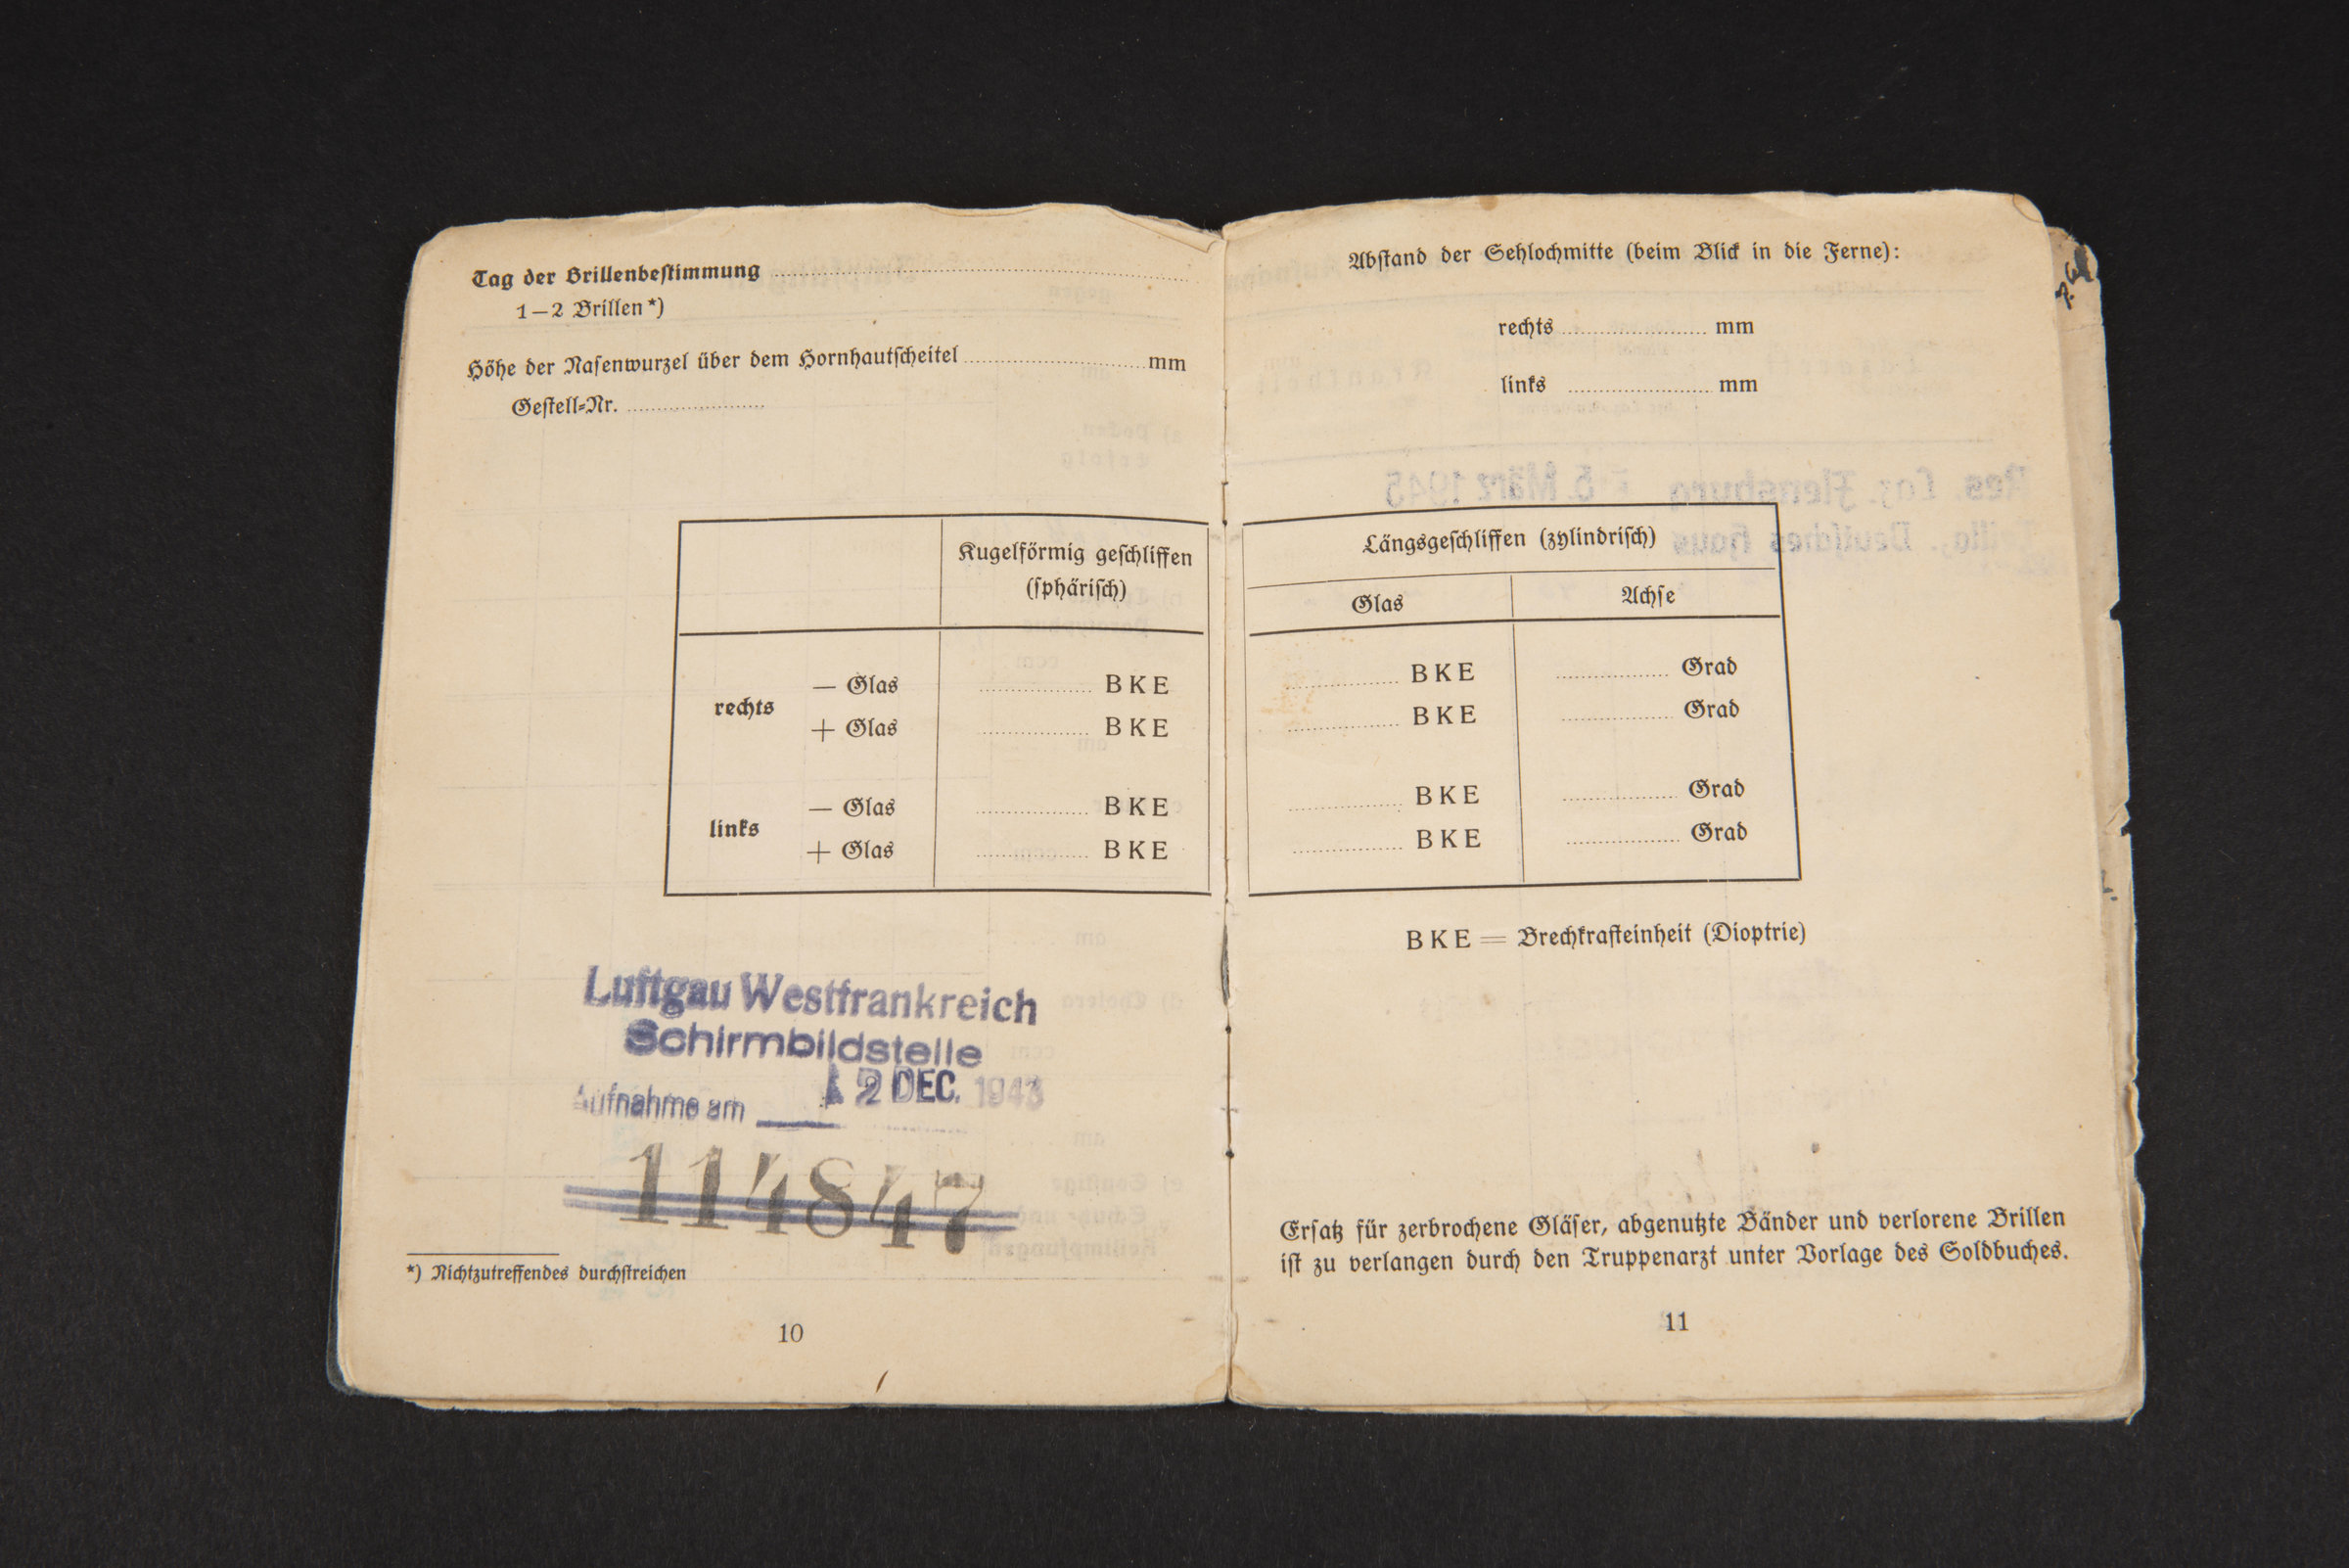 Tag der Brillenbestimmung
1—2 Brillen *)
Höhe der Nasenwurzel über dem Hornhautscheitel mm
Gestell-Nr.
Kugelförmig geschliffen
(sphärisch)
rechts
— Glas BKE
+ Glas BKE
links
— Glas BKE
+ Glas BKE
Luftgau Westfrankreich
Schirmbildstelle
Aufnahme am 2 DEC. 1943
114847
*) Nichtzutreffendes durchstreichen
10
Abstand der Sehlochmitte (beim Blick in die Ferne):
rechts mm
links mm
Längsgeschliffen (zylindrisch)
Glas Achse
BKE Grad
BKE Grad
BKE Grad
BKE Grad
BKE = Brechkrafteinheit (Dioptrie)
Ersatz für zerbrochene Gläser, abgenutzte Bänder und verlorene Brillen
ist zu verlangen durch den Truppenarzt unter Vorlage des Soldbuches.
11